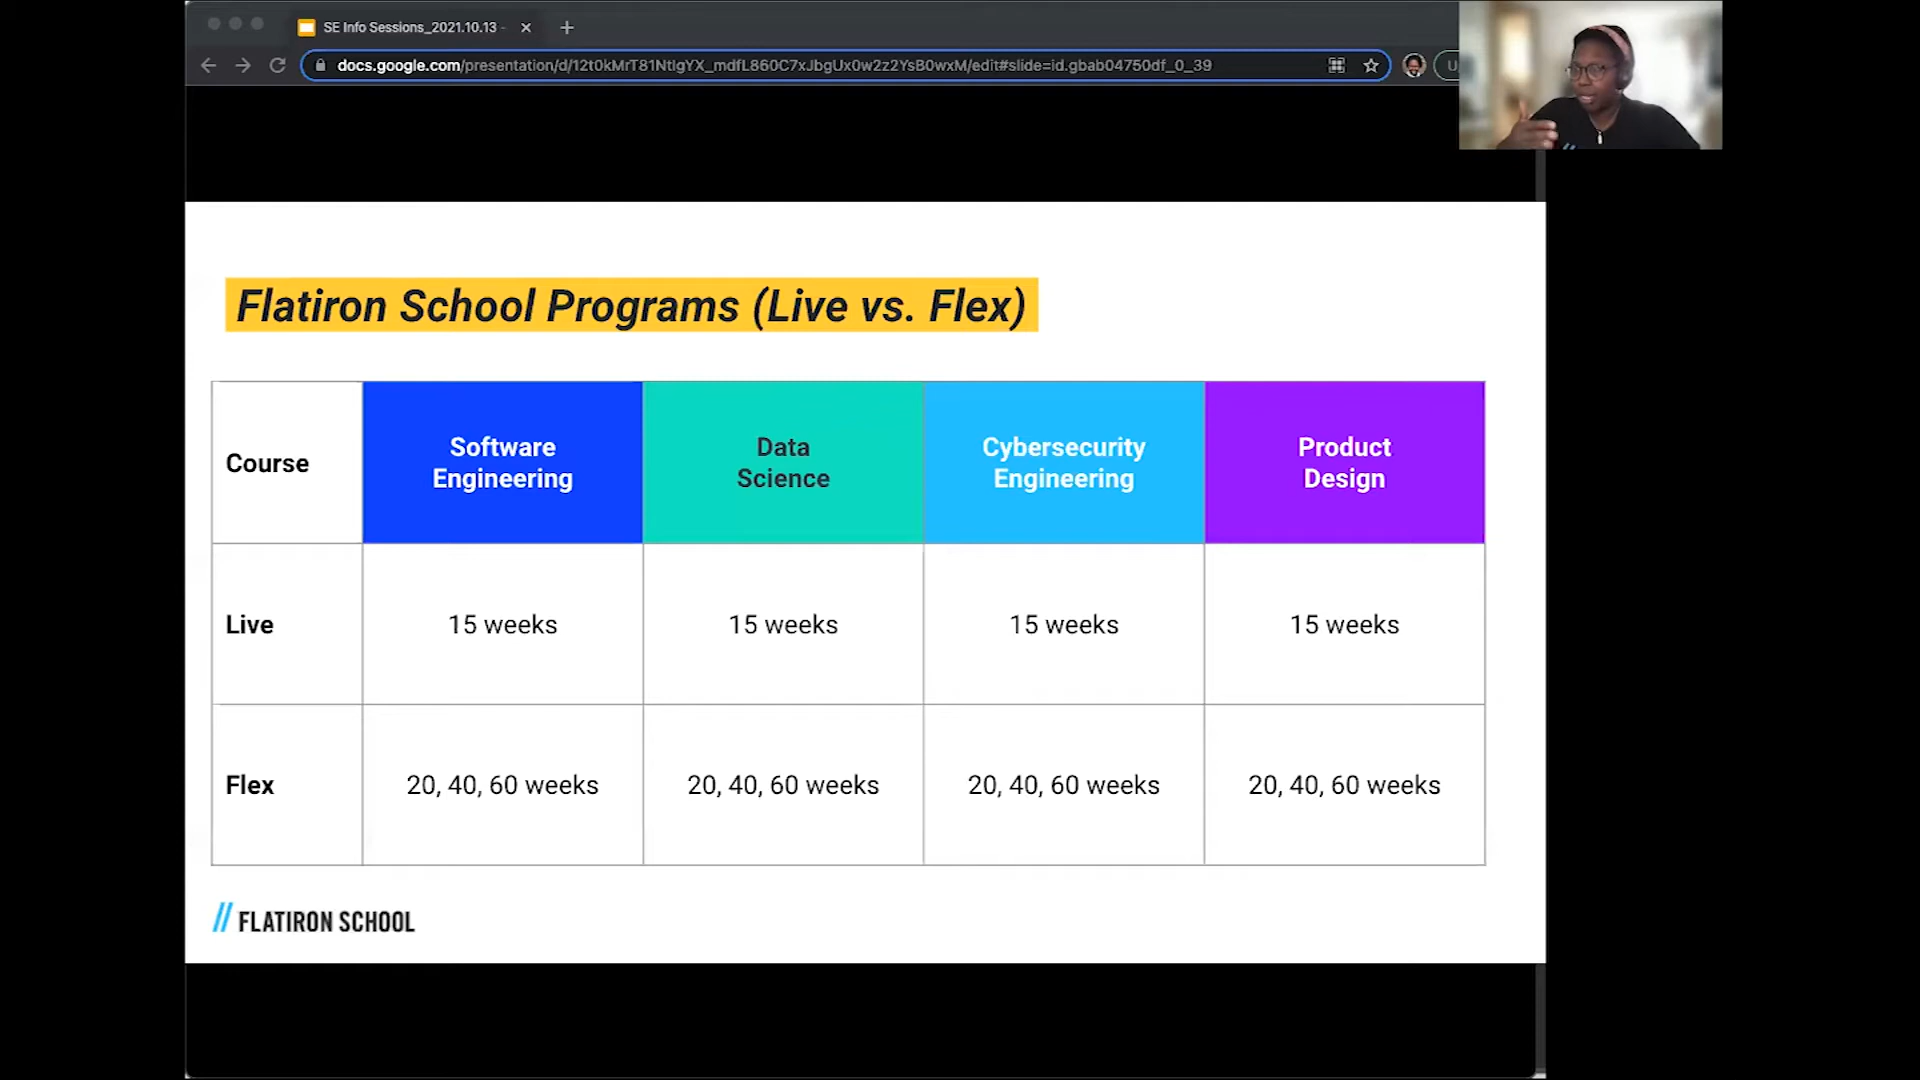 SE Info Sessions_2021.10.13 -
docs.google.com/presentation/d/12t0kMrT81NtlgYX_mdfL860C7xJbgUx0w2z2YsB0wxM/edit#slide=id.gbab04750df_0_39
Flatiron School Programs (Live vs. Flex)
Course
Software
Engineering
Data
Science
Cybersecurity
Engineering
Product
Design
Live
15 weeks
15 weeks
15 weeks
15 weeks
Flex
20, 40, 60 weeks
20, 40, 60 weeks
20, 40, 60 weeks
20, 40, 60 weeks
// FLATIRON SCHOOL